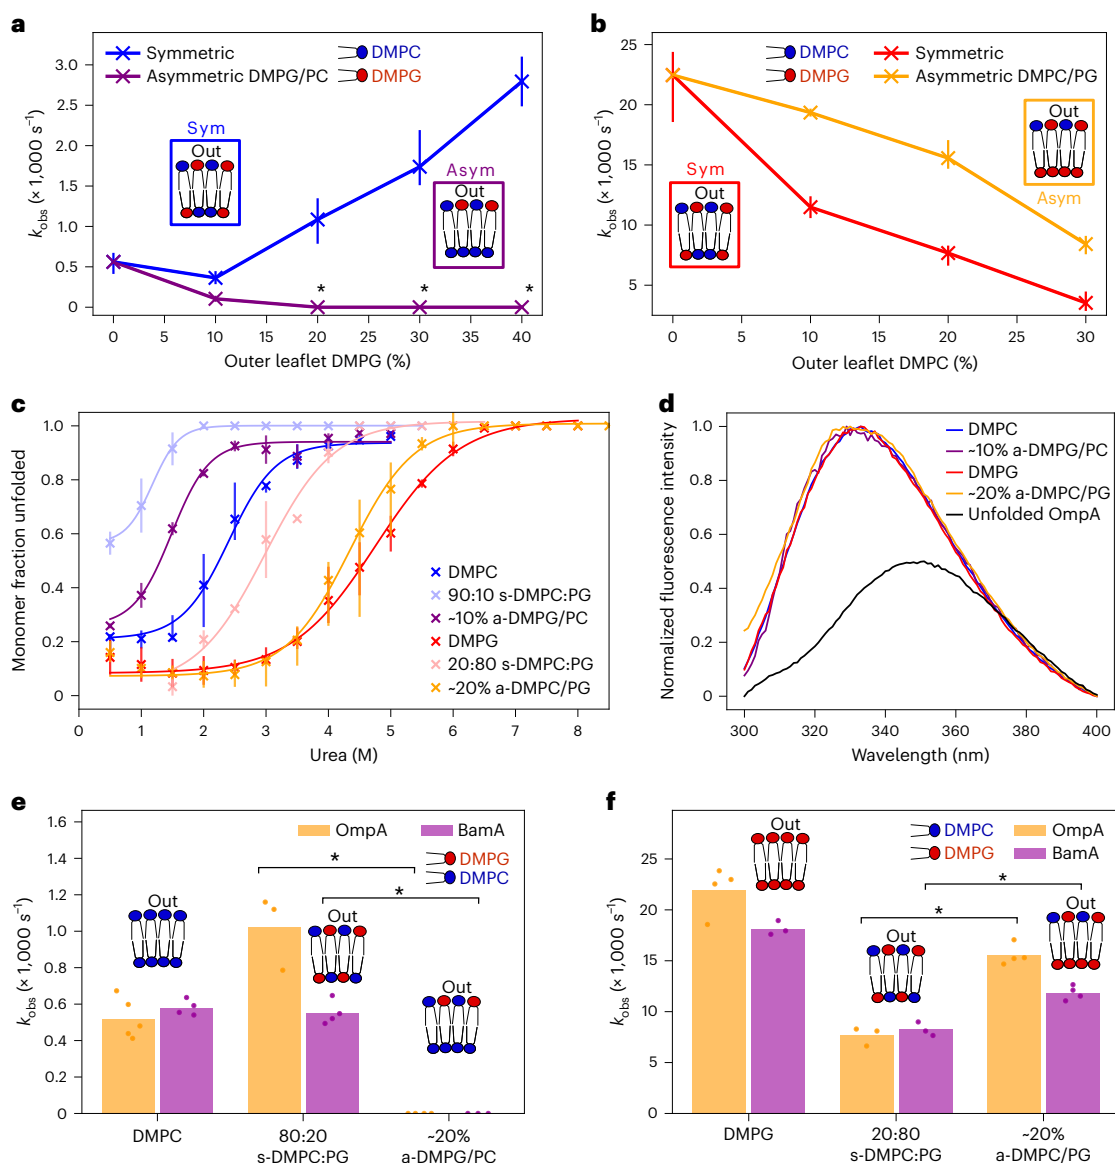 a
Symmetric
Asymmetric DMPG/PC
DMPC
DMPG
Sym
Out
Asym
Out
* * *
3.0
2.5
2.0
1.5
1.0
0.5
0
kobs (× 1,000 s–1)
0 5 10 15 20 25 30 35 40
Outer leaflet DMPG (%)
b
DMPC
DMPG
Symmetric
Asymmetric DMPC/PG
Sym
Out
Out
Asym
25
20
15
10
5
kobs (× 1,000 s–1)
0 5 10 15 20 25 30
Outer leaflet DMPC (%)
c
1.0
0.8
0.6
0.4
0.2
0
Monomer fraction unfolded
DMPC
90:10 s-DMPC:PG
~10% a-DMPG/PC
DMPG
20:80 s-DMPC:PG
~20% a-DMPC/PG
0 1 2 3 4 5 6 7 8
Urea (M)
d
1.0
0.8
0.6
0.4
0.2
0
Normalized fluorescence intensity
DMPC
~10% a-DMPG/PC
DMPG
~20% a-DMPC/PG
Unfolded OmpA
300 320 340 360 380 400
Wavelength (nm)
e
OmpA
BamA
DMPG
DMPC
*
*
Out
Out
Out
1.6
1.4
1.2
1.0
0.8
0.6
0.4
0.2
0
kobs (× 1,000 s–1)
DMPC
80:20
s-DMPC:PG
~20%
a-DMPG/PC
f
DMPC
DMPG
OmpA
BamA
*
*
Out
Out
Out
25
20
15
10
5
0
kobs (× 1,000 s–1)
DMPG
20:80
s-DMPC:PG
~20%
a-DMPC/PG